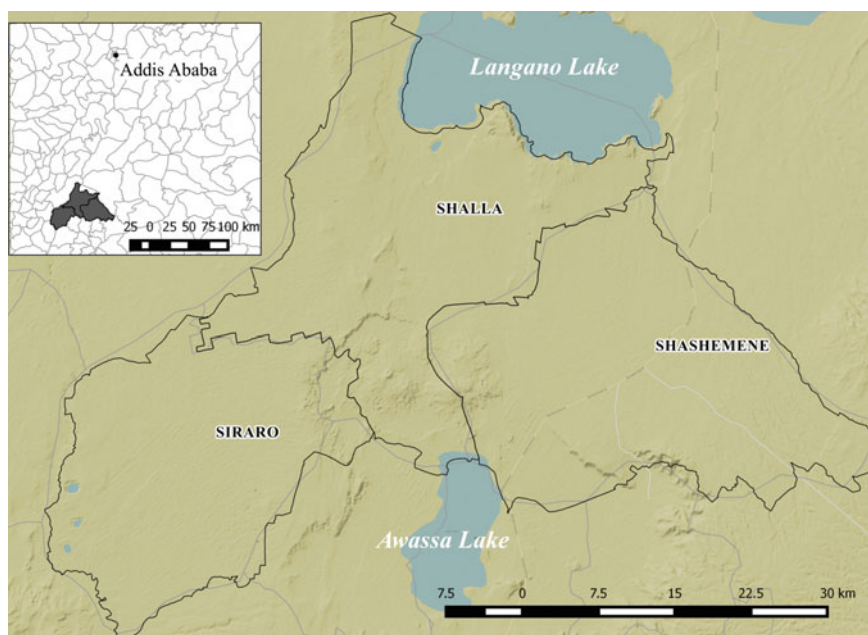 Addis Ababa
25 0 25 50 75 100 km
Langano Lake
SHALLA
SHASHEMENE
SIRARO
Awassa Lake
7.5 0 7.5 15 22.5 30 km